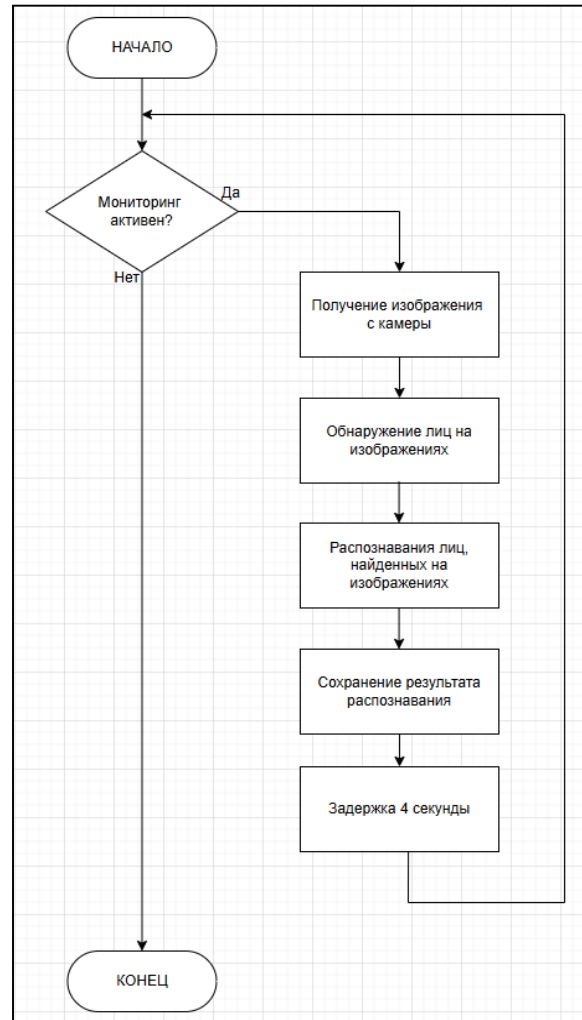 НАЧАЛО
Мониторинг
активен?
Да
Нет
Получение изображения
с камеры
Обнаружение лиц на
изображениях
Распознавания лиц,
найденных на
изображениях
Сохранение результата
распознавания
Задержка 4 секунды
КОНЕЦ